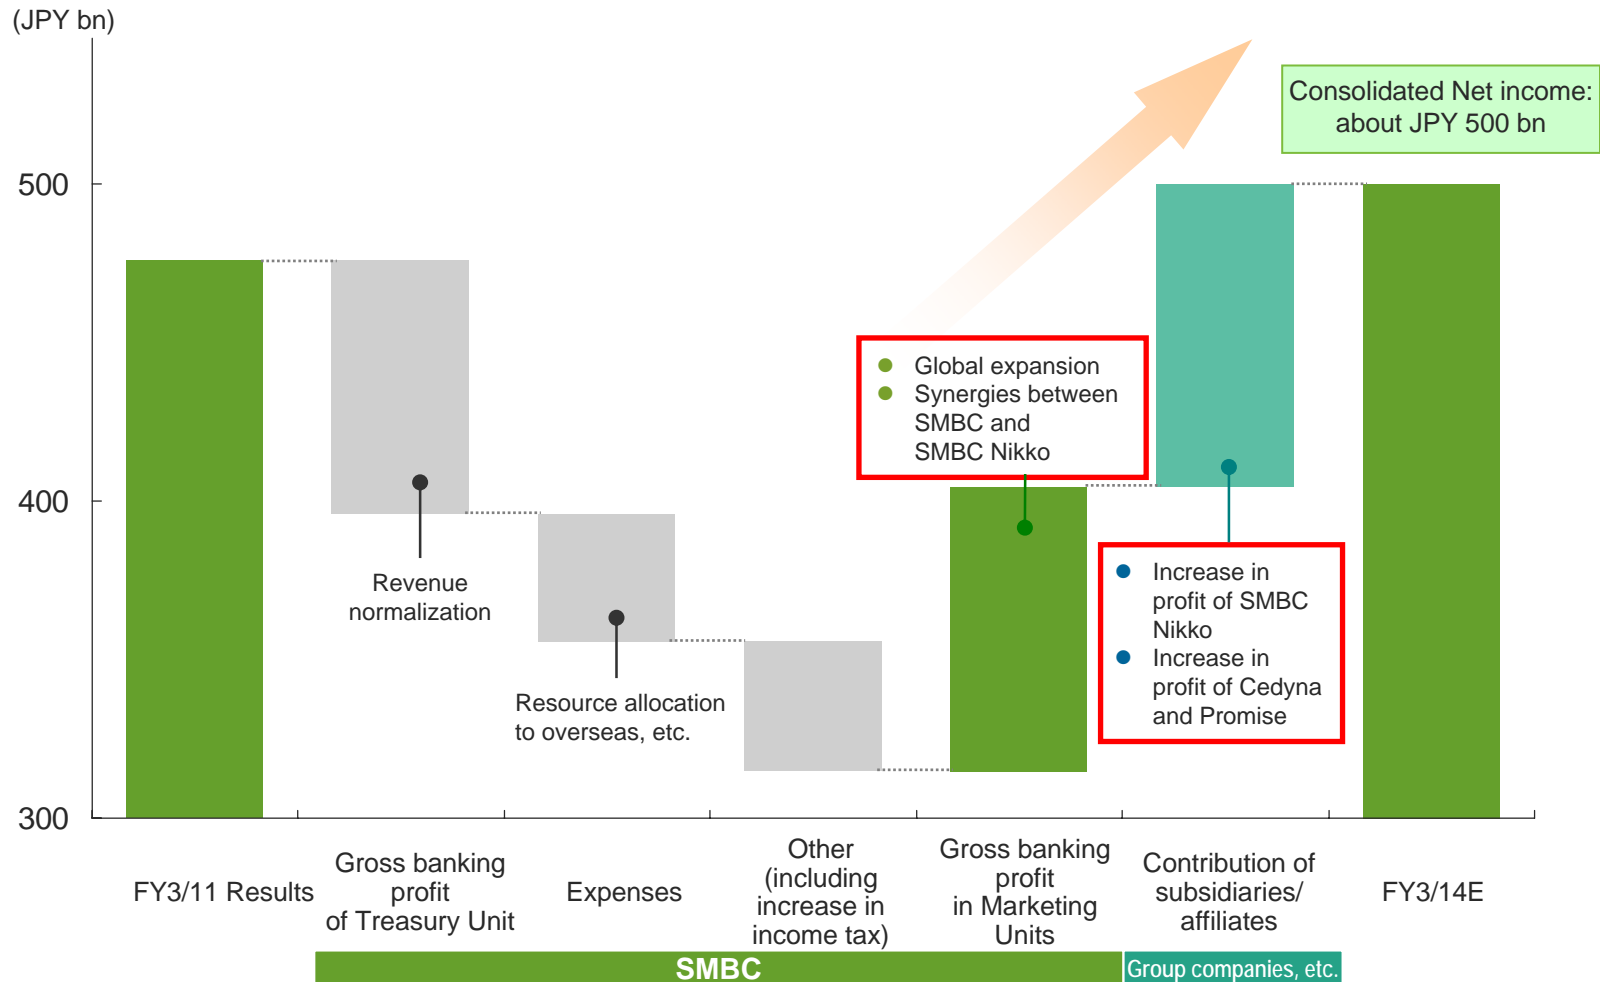 (JPY bn)
Consolidated Net income:
about JPY 500 bn
500
400
300
Global expansion
Synergies between
SMBC and
SMBC Nikko
Revenue
normalization
Resource allocation
to overseas, etc.
Increase in
profit of SMBC
Nikko
Increase in
profit of Cedyna
and Promise
FY3/11 Results
Gross banking
profit
of Treasury Unit
Expenses
Other
(including
increase in
income tax)
Gross banking
profit
in Marketing
Units
Contribution of
subsidiaries/
affiliates
FY3/14E
SMBC
Group companies, etc.